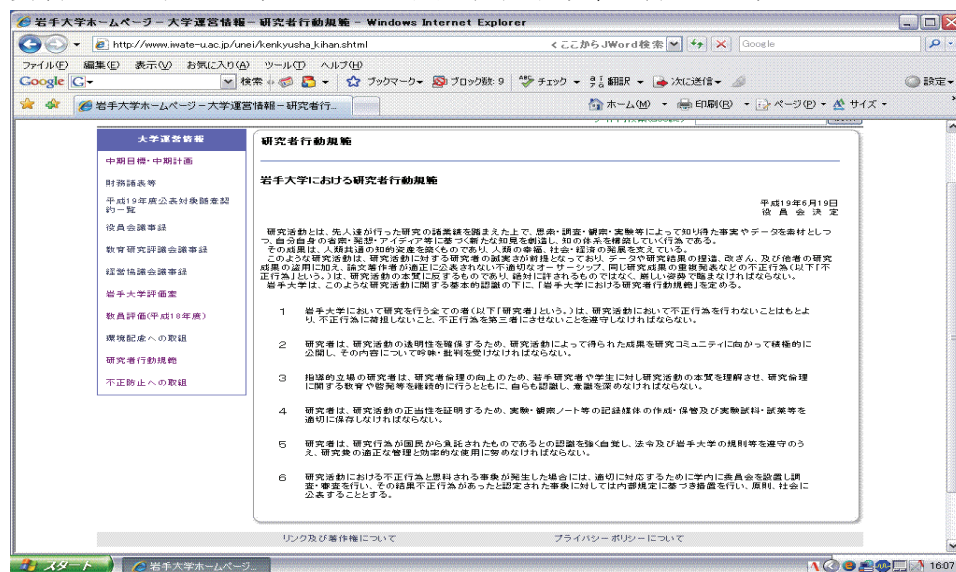 岩手大学ホームページ - 大学運営情報 - 研究者行動規範 - Windows Internet Explorer
http://www.iwate-u.ac.jp/unei/kenkyusha_kihan.shtml
<ここからJWord検索
Google
ファイル(F) 編集(E) 表示(V) お気に入り(A) ツール(T) ヘルプ(H)
Google G 検索 ブックマーク ブロック数: 9 チェック 翻訳 次に送信 設定
岩手大学ホームページ - 大学運営情報 - 研究者行... ホーム(M) 印刷(R) ページ(P) サイズ
大学運営情報
中期目標・中期計画
財務諸表等
平成19年度公表対象随意契
約一覧
役員会議事録
教育研究評議会議事録
経営協議会議事録
岩手大学評価室
教員評価(平成18年度)
環境配慮への取組
研究者行動規範
不正防止への取組
研究者行動規範
岩手大学における研究者行動規範
平成19年6月19日
役 員 会 決 定
研究活動とは、先人達が行った研究の諸業績を踏まえた上で、思索・調査・観察・実験等によって知り得た事実やデータを素材としつ
つ、自分自身の省察・発想・アイディア等に基づく新たな知見を創造し、知の体系を構築していく行為である。
その成果は、人類共通の知的資産を築くものであり、人類の幸福、社会・経済の発展を支えている。
このような研究活動は、研究活動に対する研究者の誠実さが前提となっており、データや研究結果の捏造、改ざん、及び他者の研究
成果の盗用に加え、論文著作者が適正に公表されない不適切なオーサーシップ、同じ研究成果の重複発表などの不正行為(以下「不
正行為」という。)は、研究活動の本質に反するものであり、絶対に許されるものではなく、厳しい姿勢で臨まなければならない。
岩手大学は、このような研究活動に関する基本的認識の下に、「岩手大学における研究者行動規範」を定める。
1 岩手大学において研究を行う全ての者(以下「研究者」という。)は、研究活動において不正行為を行わないことはもとよ
り、不正行為に荷担しないこと、不正行為を第三者にさせないことを遵守しなければならない。
2 研究者は、研究活動の透明性を確保するため、研究活動によって得られた成果を研究コミュニティに向かって積極的に
公開し、その内容について吟味・批判を受けなければならない。
3 指導的立場の研究者は、研究者倫理の向上のため、若手研究者や学生に対し研究活動の本質を理解させ、研究倫理
に関する教育や啓発等を継続的に行うとともに、自らも認識し、意識を深めなければならない。
4 研究者は、研究活動の正当性を証明するため、実験・観察ノート等の記録媒体の作成・保管及び実験試料・試薬等を
適切に保存しなければならない。
5 研究者は、研究行為が国民から負託されたものであるとの認識を強く自覚し、法令及び岩手大学の規則等を遵守のう
え、研究費の適正な管理と効率的な使用に努めなければならない。
6 研究活動における不正行為と思料される事象が発生した場合には、適切に対応するために学内に委員会を設置し調
査・審査を行い、その結果不正行為があったと認定された事象に対しては内部規定に基づき措置を行い、原則、社会に
公表することとする。
リンク及び著作権について プライバシーポリシーについて
スタート 岩手大学ホームページ... 16:07